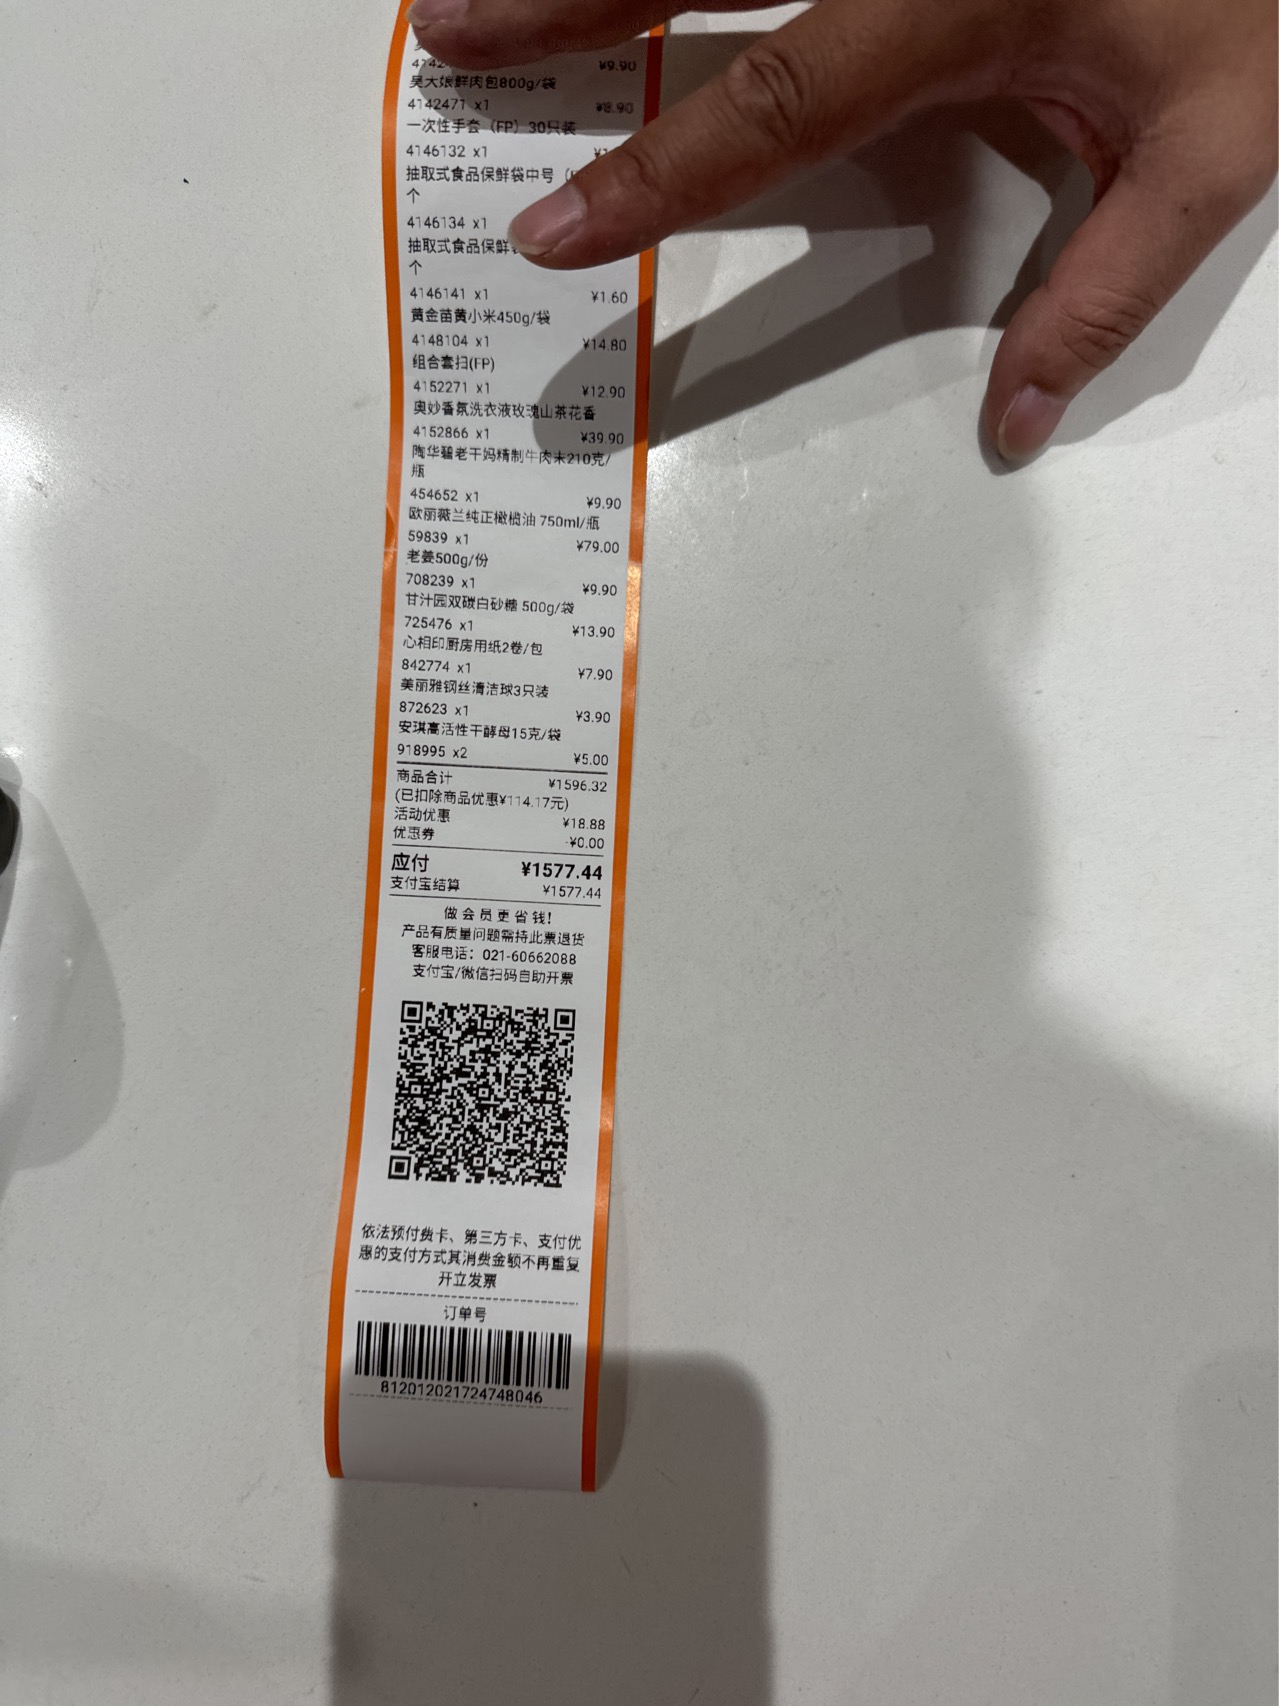 ¥9.90
吴大娘鲜肉包800g/袋
4142471 x1 ¥8.90
一次性手套（FP）30只装
4146132 x1
抽取式食品保鲜袋中号
个
4146134 x1
抽取式食品保鲜
个
4146141 x1 ¥1.60
黄金苗黄小米450g/袋
4148104 x1 ¥14.80
组合套扫(FP)
4152271 x1 ¥12.90
奥妙香氛洗衣液玫瑰山茶花香
4152866 x1 ¥39.90
陶华碧老干妈精制牛肉末210克/
瓶
454652 x1 ¥9.90
欧丽薇兰纯正橄榄油 750ml/瓶
59839 x1 ¥79.00
老姜500g/份
708239 x1 ¥9.90
甘汁园双碳白砂糖 500g/袋
725476 x1 ¥13.90
心相印厨房用纸2卷/包
842774 x1 ¥7.90
美丽雅钢丝清洁球3只装
872623 x1 ¥3.90
安琪高活性干酵母15克/袋
918995 x2 ¥5.00
商品合计 ¥1596.32
(已扣除商品优惠¥114.17元)
活动优惠 ¥18.88
优惠券 -¥0.00
应付 ¥1577.44
支付宝结算 ¥1577.44
做会员更省钱!
产品有质量问题需持此票退货
客服电话：021-60662088
支付宝/微信扫码自助开票
依法预付费卡、第三方卡、支付优
惠的支付方式其消费金额不再重复
开立发票
订单号
812012021724748046